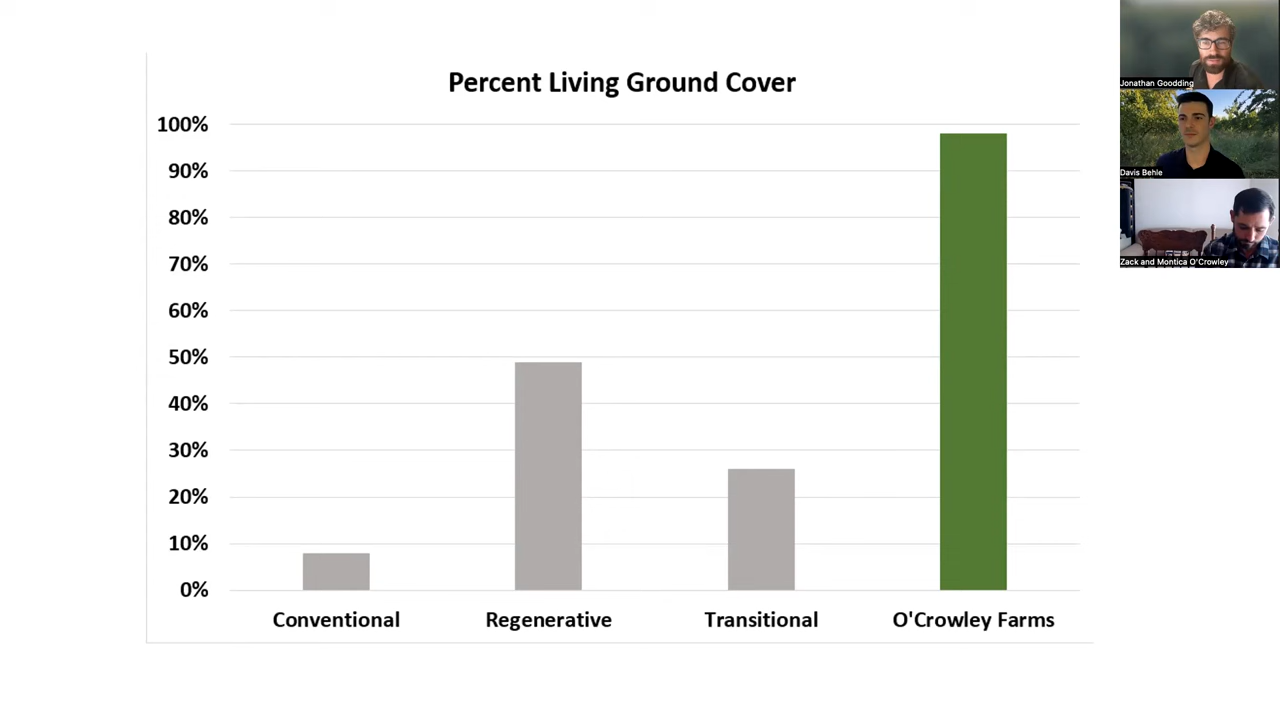 Percent Living Ground Cover
100%
90%
80%
70%
60%
50%
40%
30%
20%
10%
0%
Conventional Regenerative Transitional O'Crowley Farms
Jonathan Goodding
Davis Behle
Zack and Montica O'Crowley